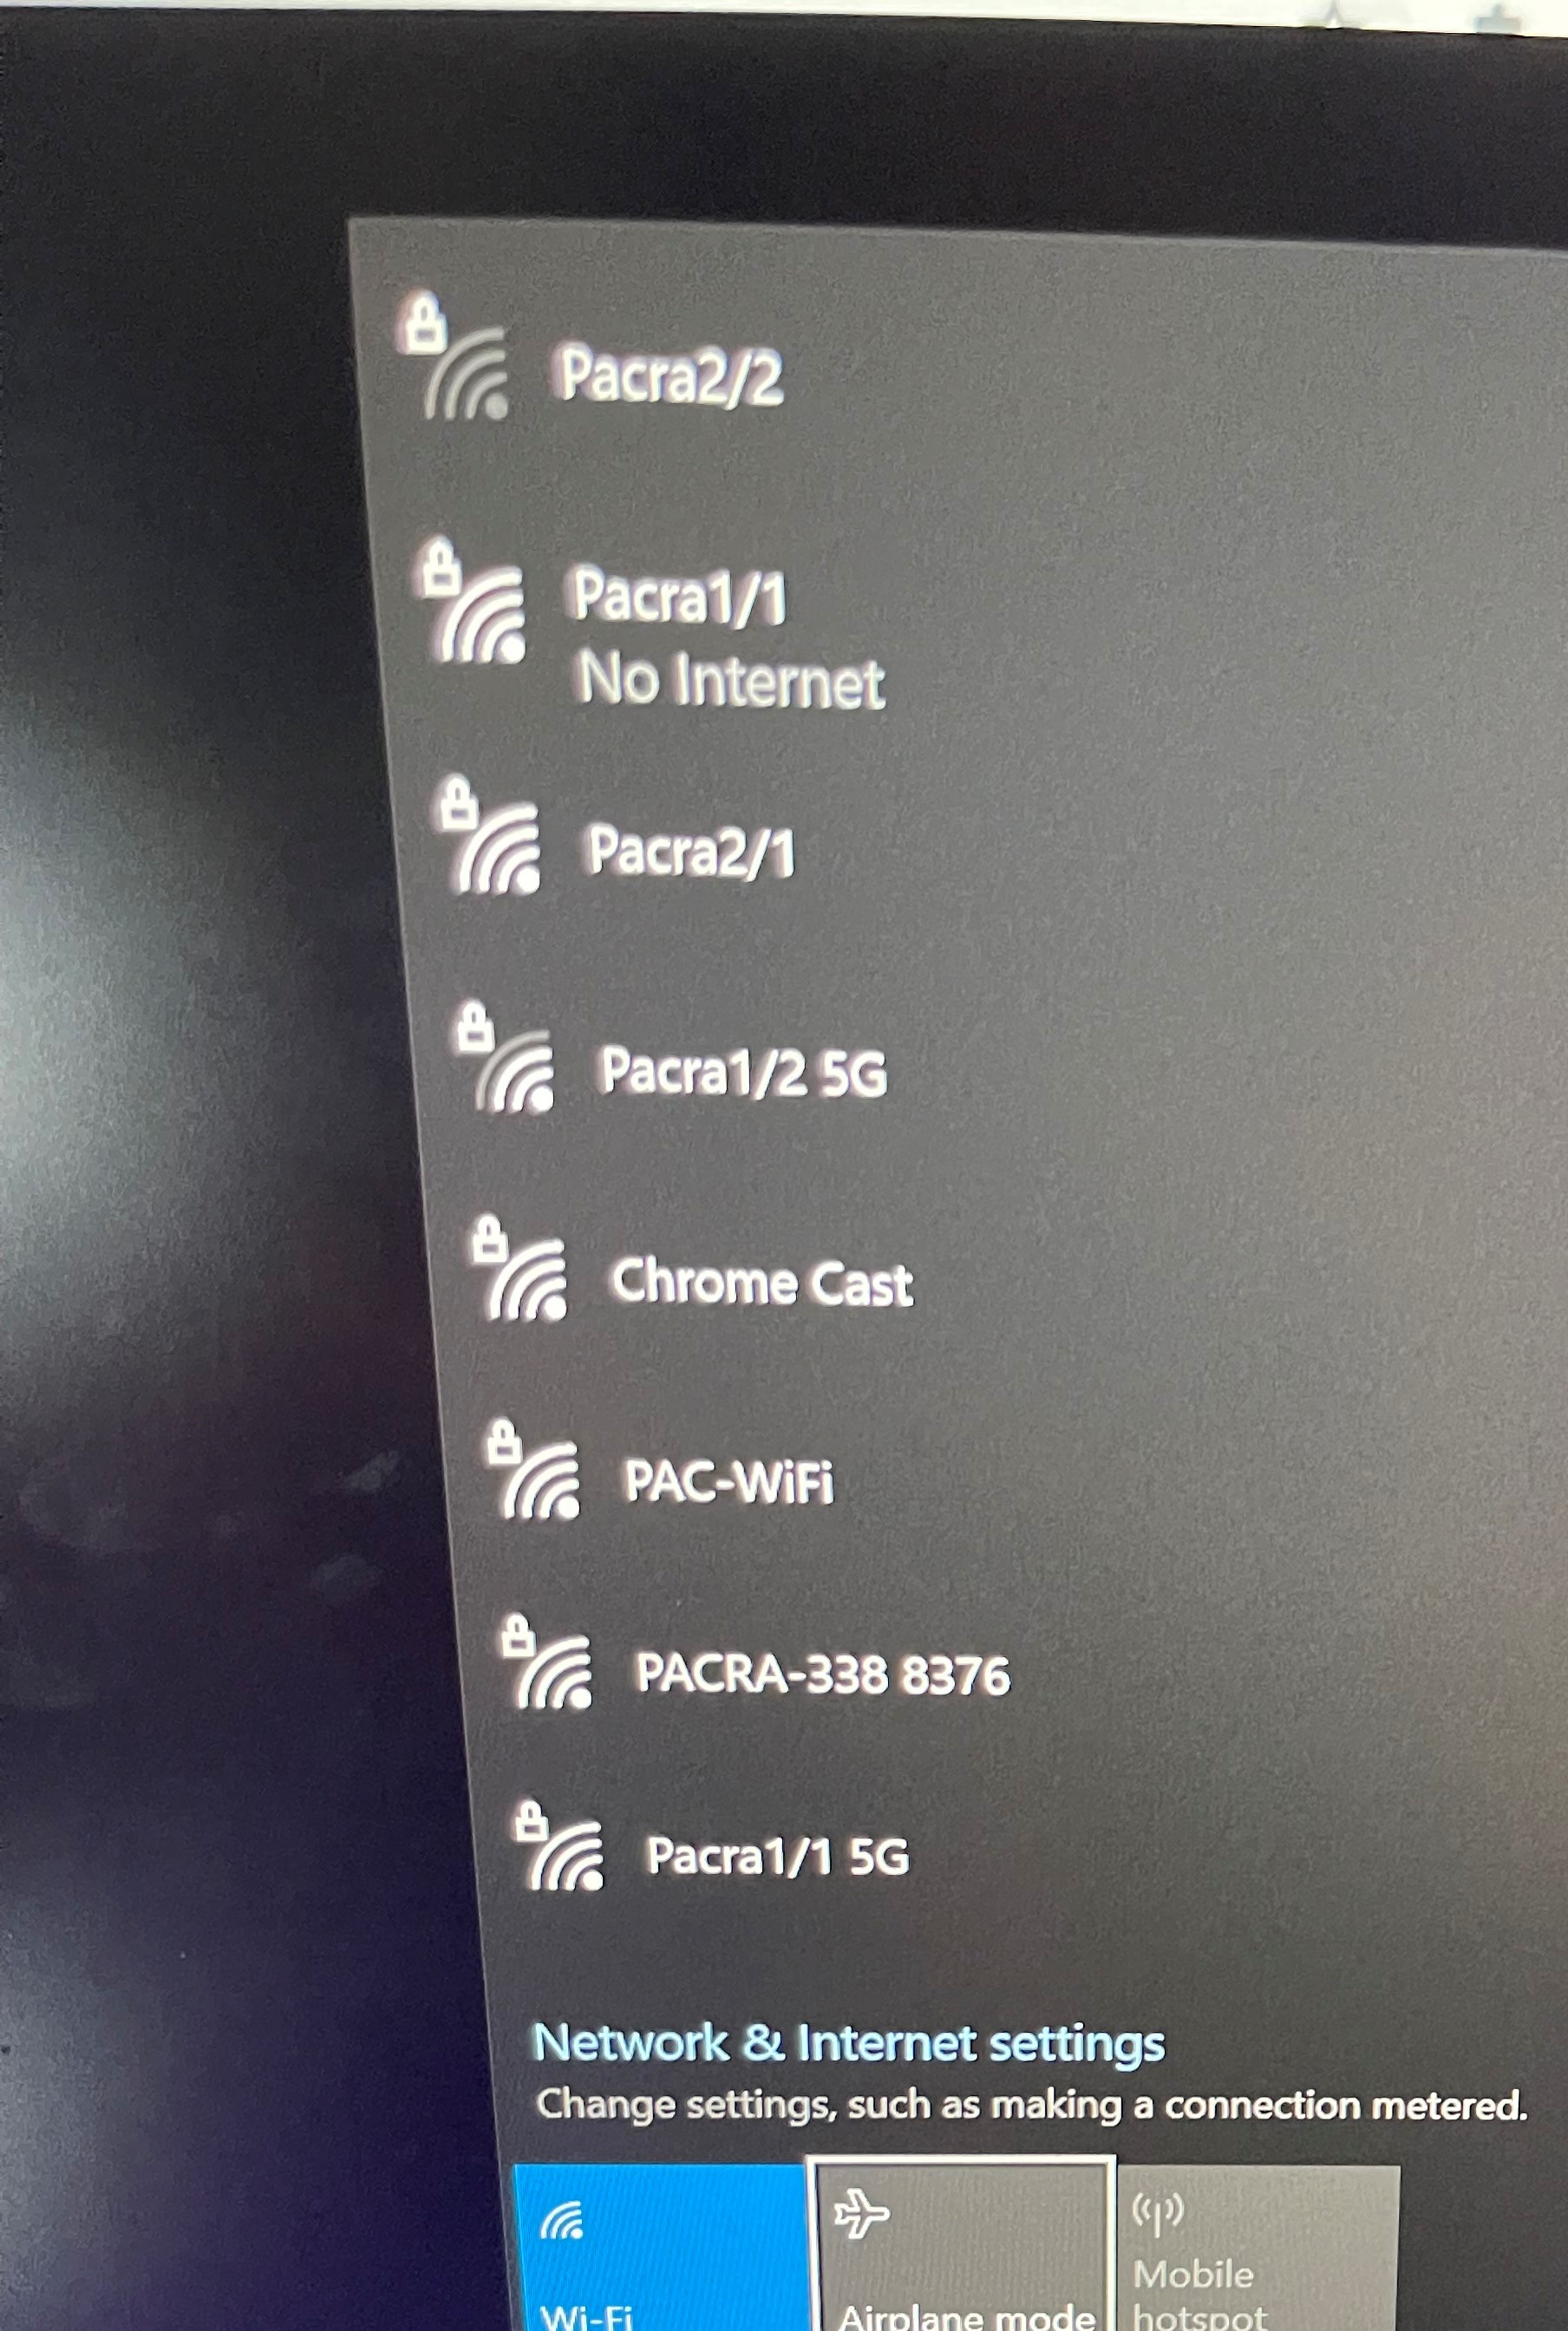 Pacra2/2
Pacra1/1
No Internet
Pacra2/1
Pacra1/2 5G
Chrome Cast
PAC-WiFi
PACRA-338 8376
Pacra1/1 5G
Network & Internet settings
Change settings, such as making a connection metered.
Wi-Fi
Airplane mode
Mobile
hotspot